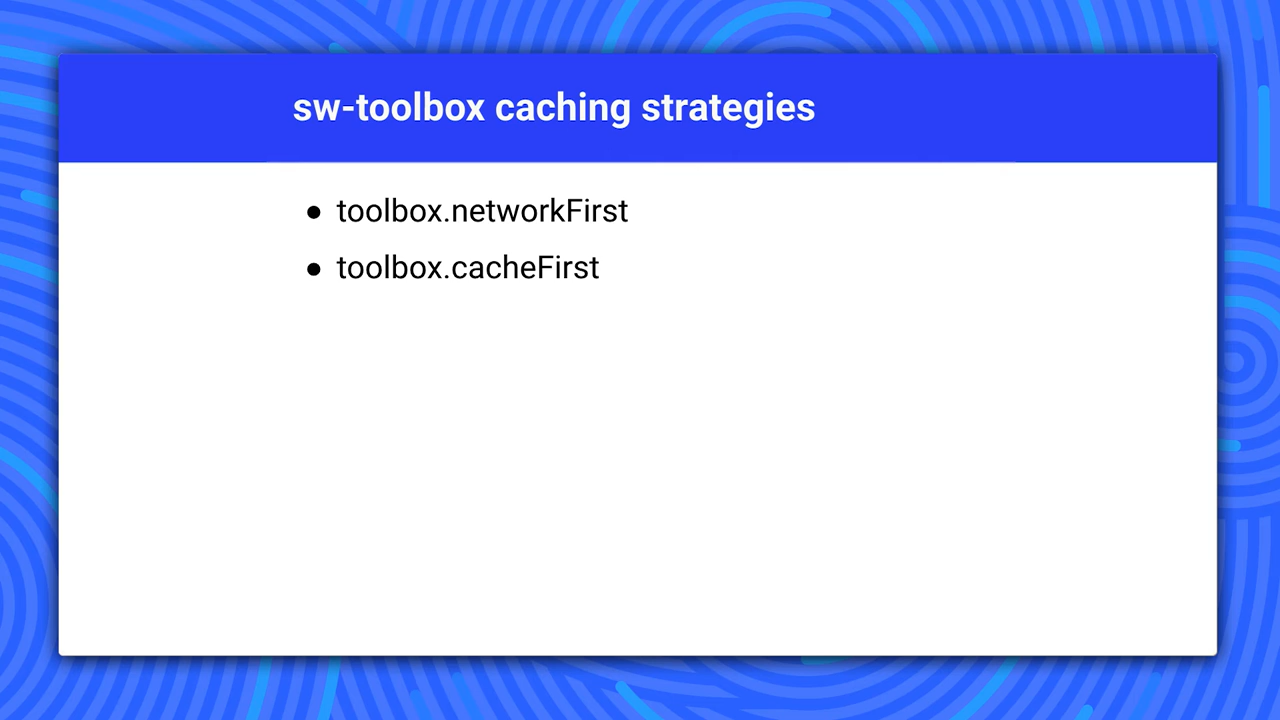 sw-toolbox caching strategies
● toolbox.networkFirst
● toolbox.cacheFirst